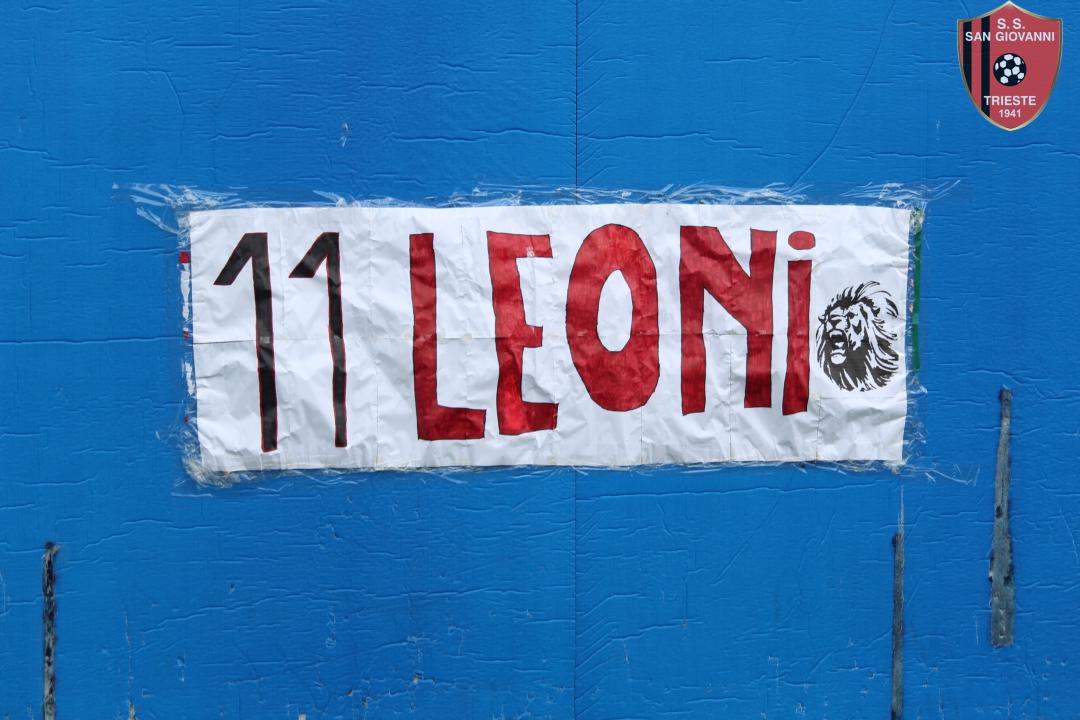 S. S.
SAN GIOVANNI
TRIESTE
1941
11 LEONi